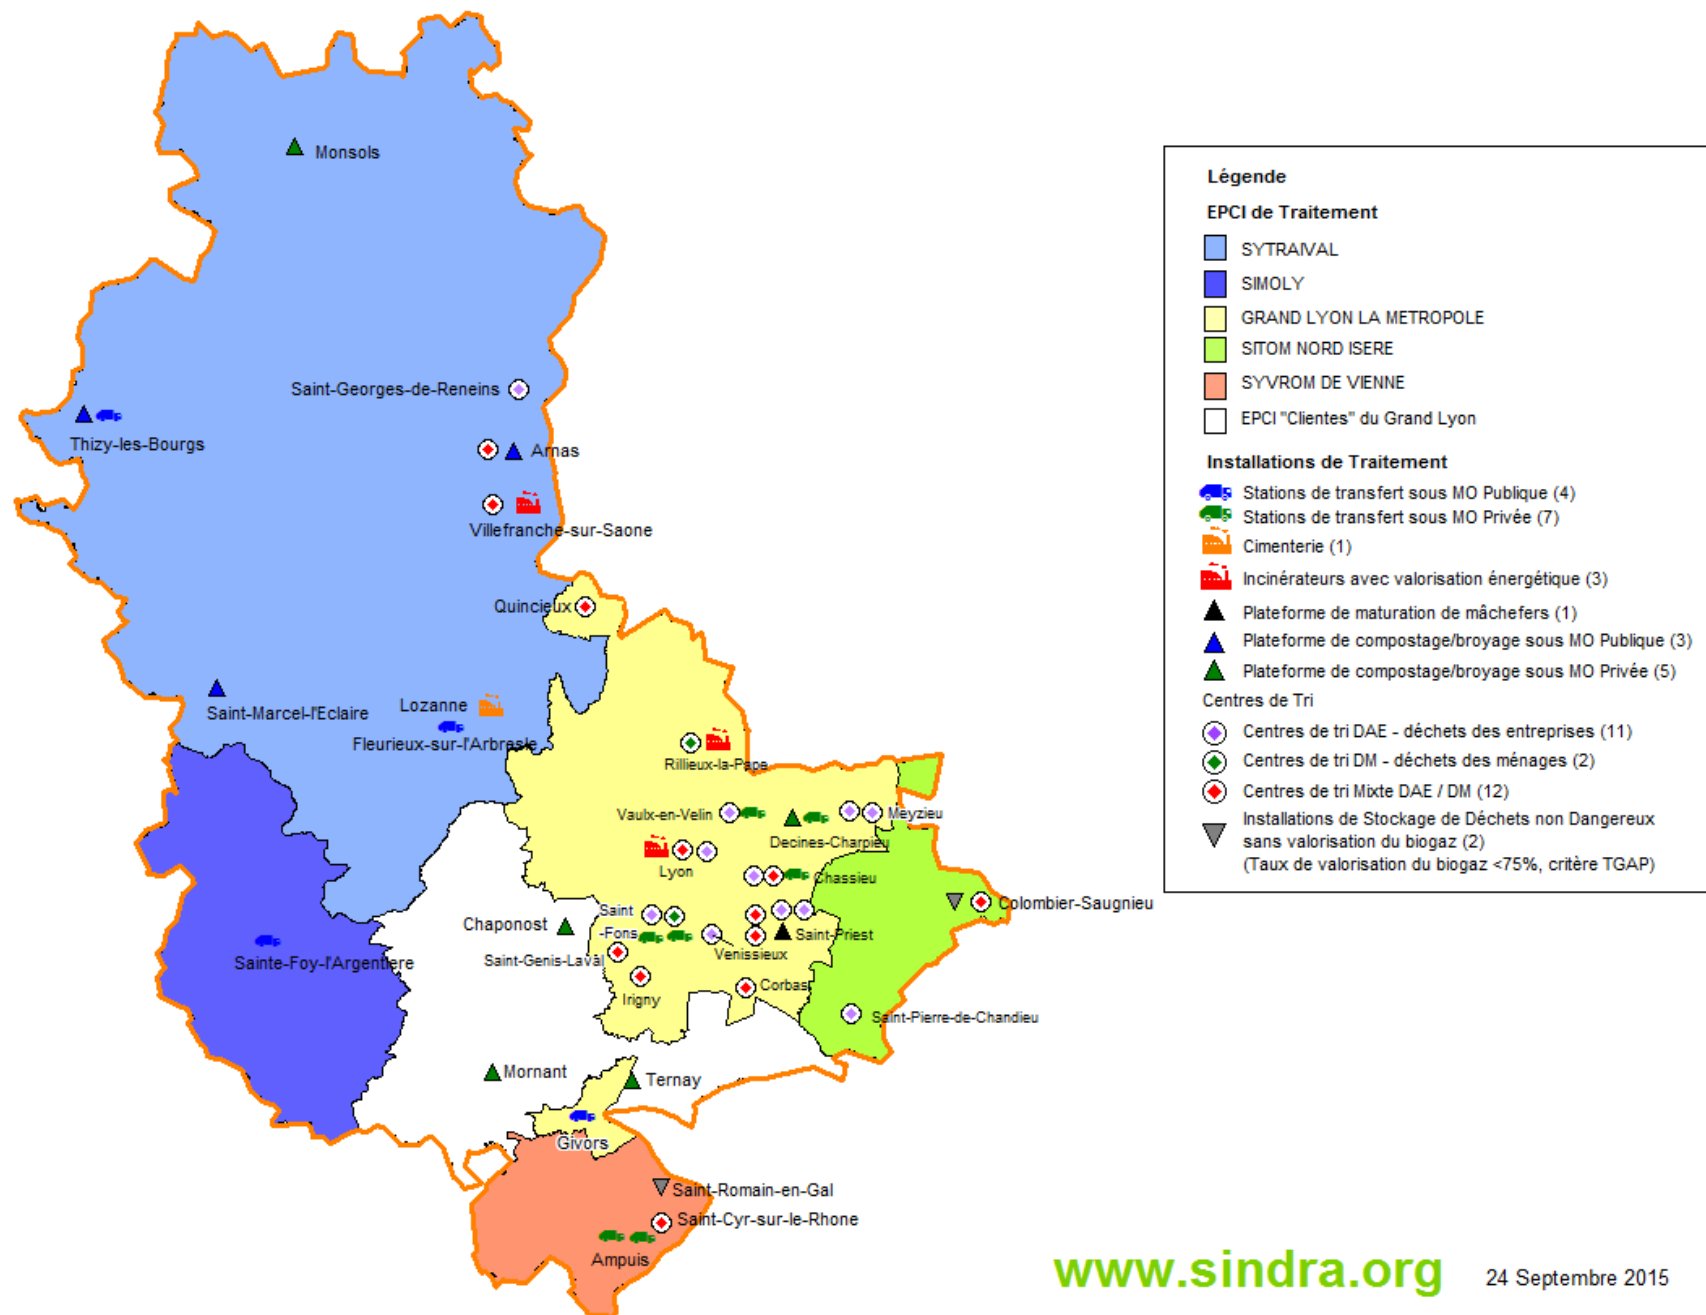 Monsols
Saint-Georges-de-Reneins
Thizy-les-Bourgs
Arnas
Villefranche-sur-Saone
Quincieux
Saint-Marcel-l'Eclaire
Lozanne
Fleurieux-sur-l'Arbresle
Rillieux-la-Pape
Vaulx-en-Velin
Meyzieu
Decines-Charpieu
Lyon
Chassieu
Colombier-Saugnieu
Chaponost
Saint
-Fons
Saint-Priest
Venissieux
Saint-Genis-Laval
Sainte-Foy-l'Argentiere
Irigny
Corbas
Saint-Pierre-de-Chandieu
Mornant
Ternay
Givors
Saint-Romain-en-Gal
Saint-Cyr-sur-le-Rhone
Ampuis
Légende
EPCI de Traitement
SYTRAIVAL
SIMOLY
GRAND LYON LA METROPOLE
SITOM NORD ISERE
SYVROM DE VIENNE
EPCI "Clientes" du Grand Lyon
Installations de Traitement
Stations de transfert sous MO Publique (4)
Stations de transfert sous MO Privée (7)
Cimenterie (1)
Incinérateurs avec valorisation énergétique (3)
Plateforme de maturation de mâchefers (1)
Plateforme de compostage/broyage sous MO Publique (3)
Plateforme de compostage/broyage sous MO Privée (5)
Centres de Tri
Centres de tri DAE - déchets des entreprises (11)
Centres de tri DM - déchets des ménages (2)
Centres de tri Mixte DAE / DM (12)
Installations de Stockage de Déchets non Dangereux
sans valorisation du biogaz (2)
(Taux de valorisation du biogaz <75%, critère TGAP)
www.sindra.org
24 Septembre 2015